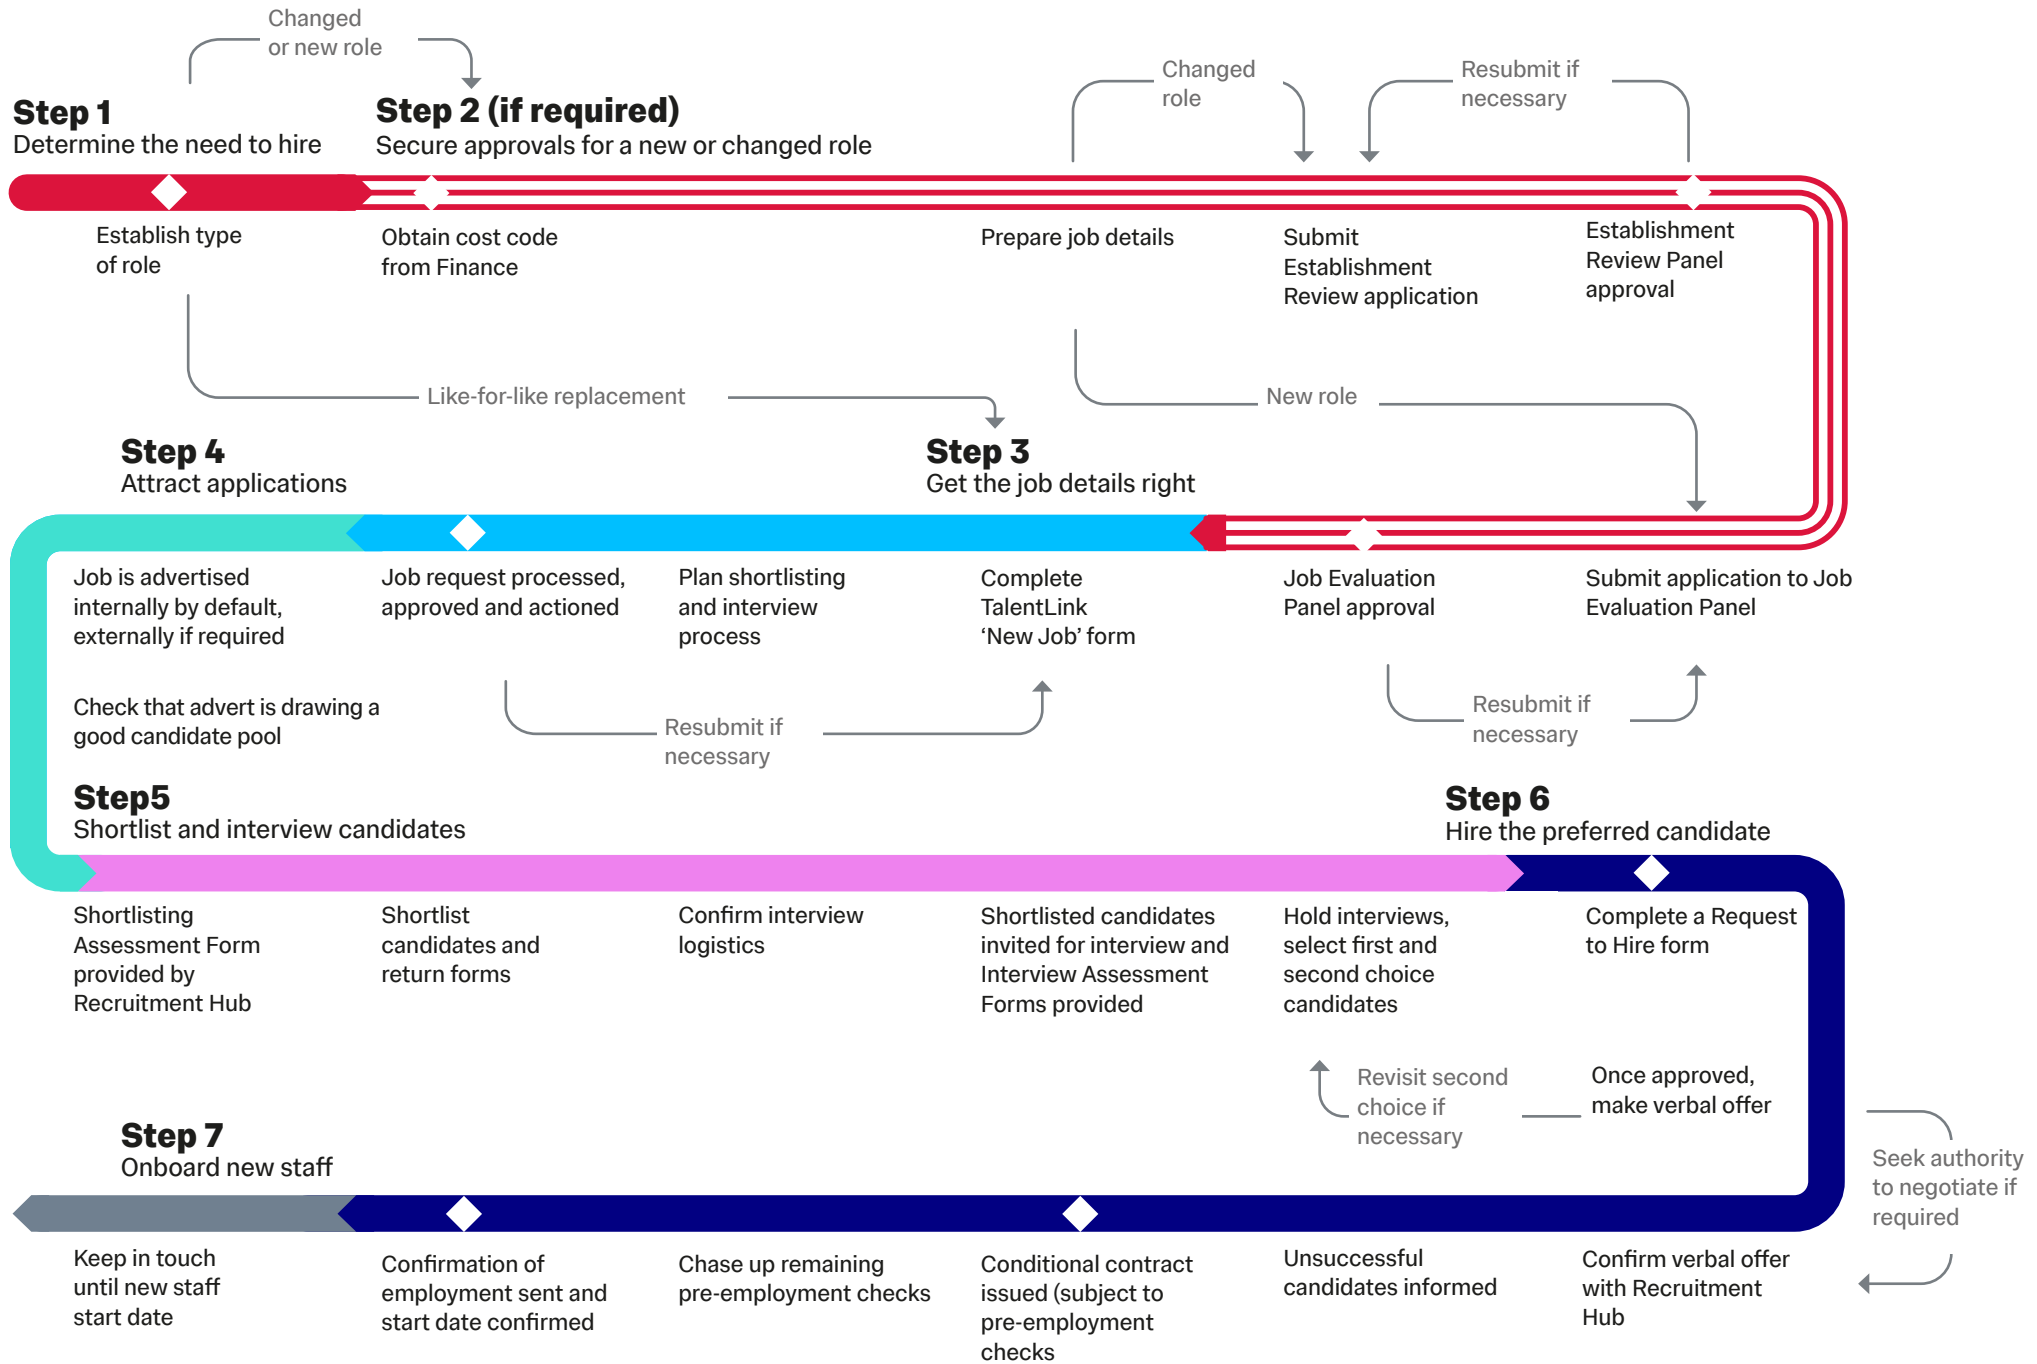 Changed
or new role
Changed
role
Resubmit if
necessary
Step 1
Determine the need to hire
Step 2 (if required)
Secure approvals for a new or changed role
Establish type
of role
Obtain cost code
from Finance
Prepare job details
Submit
Establishment
Review application
Establishment
Review Panel
approval
Like-for-like replacement
New role
Step 4
Attract applications
Step 3
Get the job details right
Job is advertised
internally by default,
externally if required
Check that advert is drawing a
good candidate pool
Job request processed,
approved and actioned
Plan shortlisting
and interview
process
Complete
TalentLink
‘New Job’ form
Job Evaluation
Panel approval
Submit application to Job
Evaluation Panel
Resubmit if
necessary
Resubmit if
necessary
Step5
Shortlist and interview candidates
Step 6
Hire the preferred candidate
Shortlisting
Assessment Form
provided by
Recruitment Hub
Shortlist
candidates and
return forms
Confirm interview
logistics
Shortlisted candidates
invited for interview and
Interview Assessment
Forms provided
Hold interviews,
select first and
second choice
candidates
Complete a Request
to Hire form
Revisit second
choice if
necessary
Once approved,
make verbal offer
Seek authority
to negotiate if
required
Step 7
Onboard new staff
Keep in touch
until new staff
start date
Confirmation of
employment sent and
start date confirmed
Chase up remaining
pre-employment checks
Conditional contract
issued (subject to
pre-employment
checks
Unsuccessful
candidates informed
Confirm verbal offer
with Recruitment
Hub